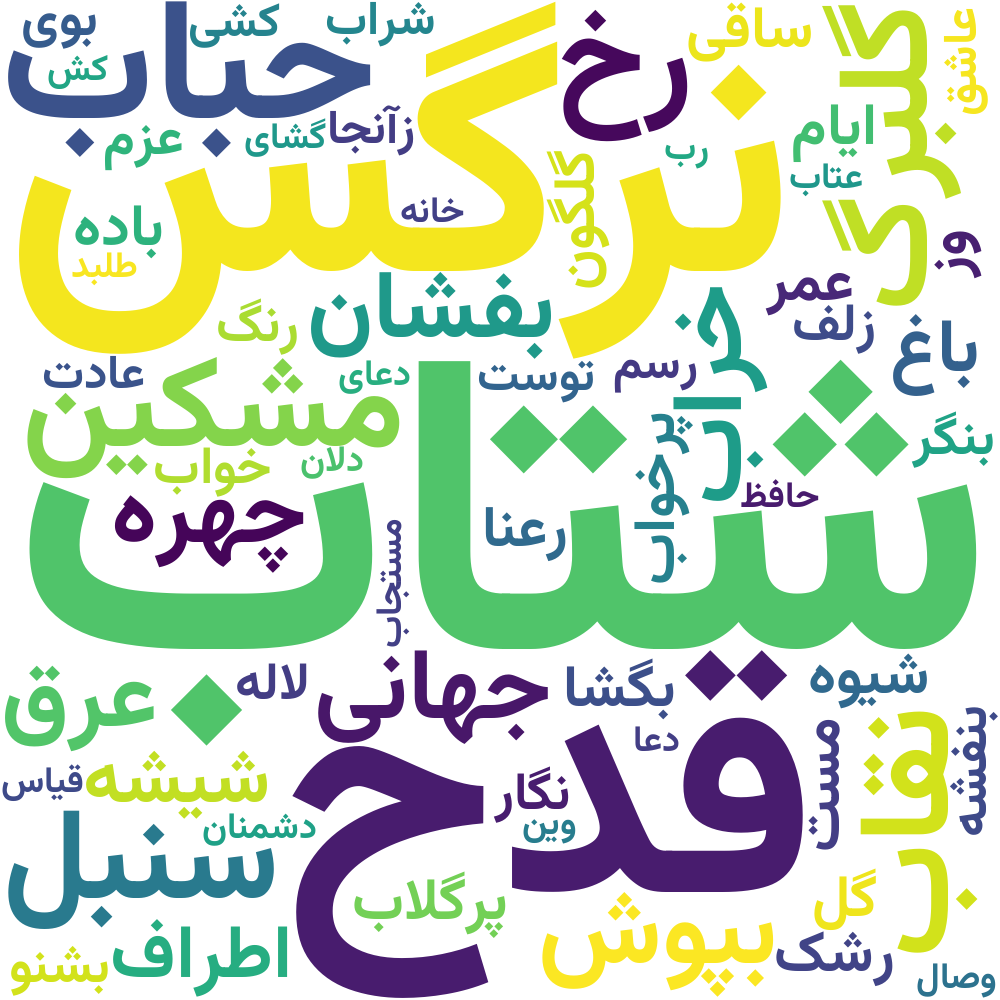 بوی
کشی
شراب
ساقی
گلبرگ
عاشق
کش
حباب
نرگس
رخ
عزم
گشای
زآنجا
رب
ایام
عتاب
باده
خانه
گلگون
طلبد
وز
رنگ
بفشان
خراب
عمر
زلف
باغ
عادت
دعای
توست
رسم
مشکین
بنگر
خواب
دلان
پرخواب
حافظ
چهره
رعنا
شتاب
مستجاب
عرق
لاله
جهانی
بگشا
شیوه
قدح
دعا
مست
نقاب
بنفشه
قیاس
شیشه
نگار
وین
دشمنان
سنبل
پرگلاب
گل
بپوش
رشک
اطراف
بشنو
وصال